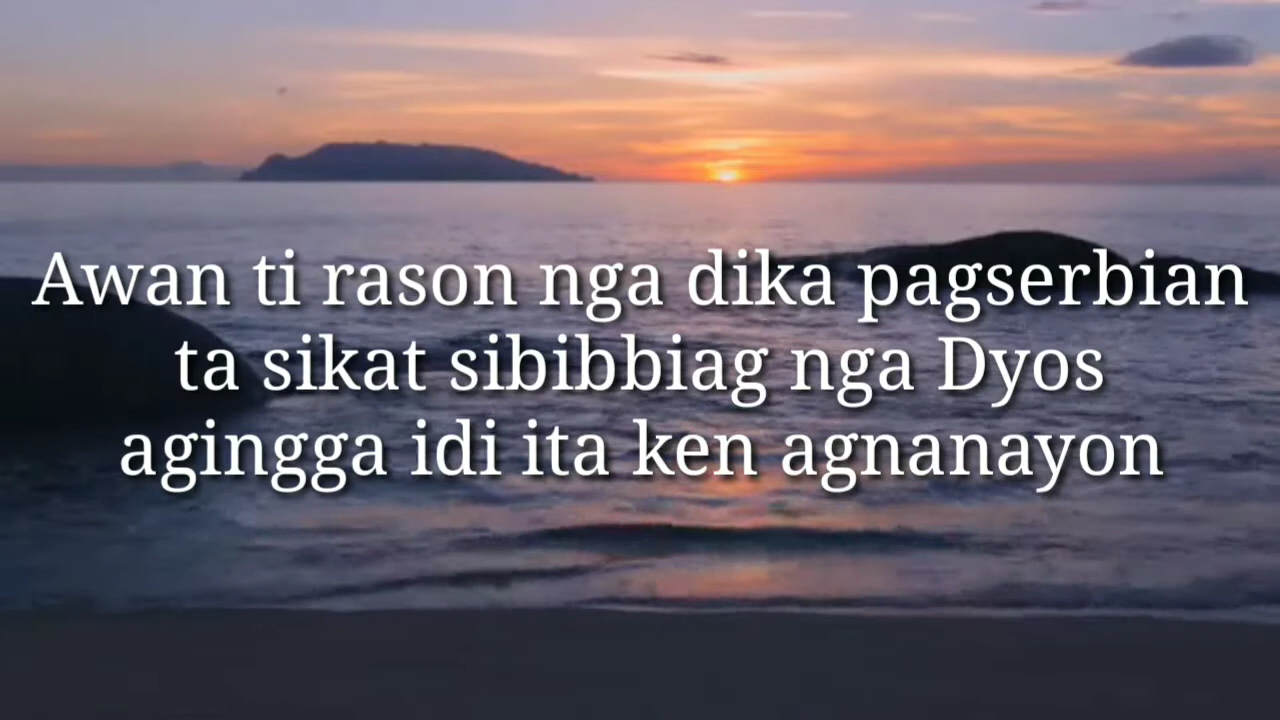 Awan ti rason nga dika pagserbian
ta sikat sibibbiag nga Dyos
agingga idi ita ken agnanayon